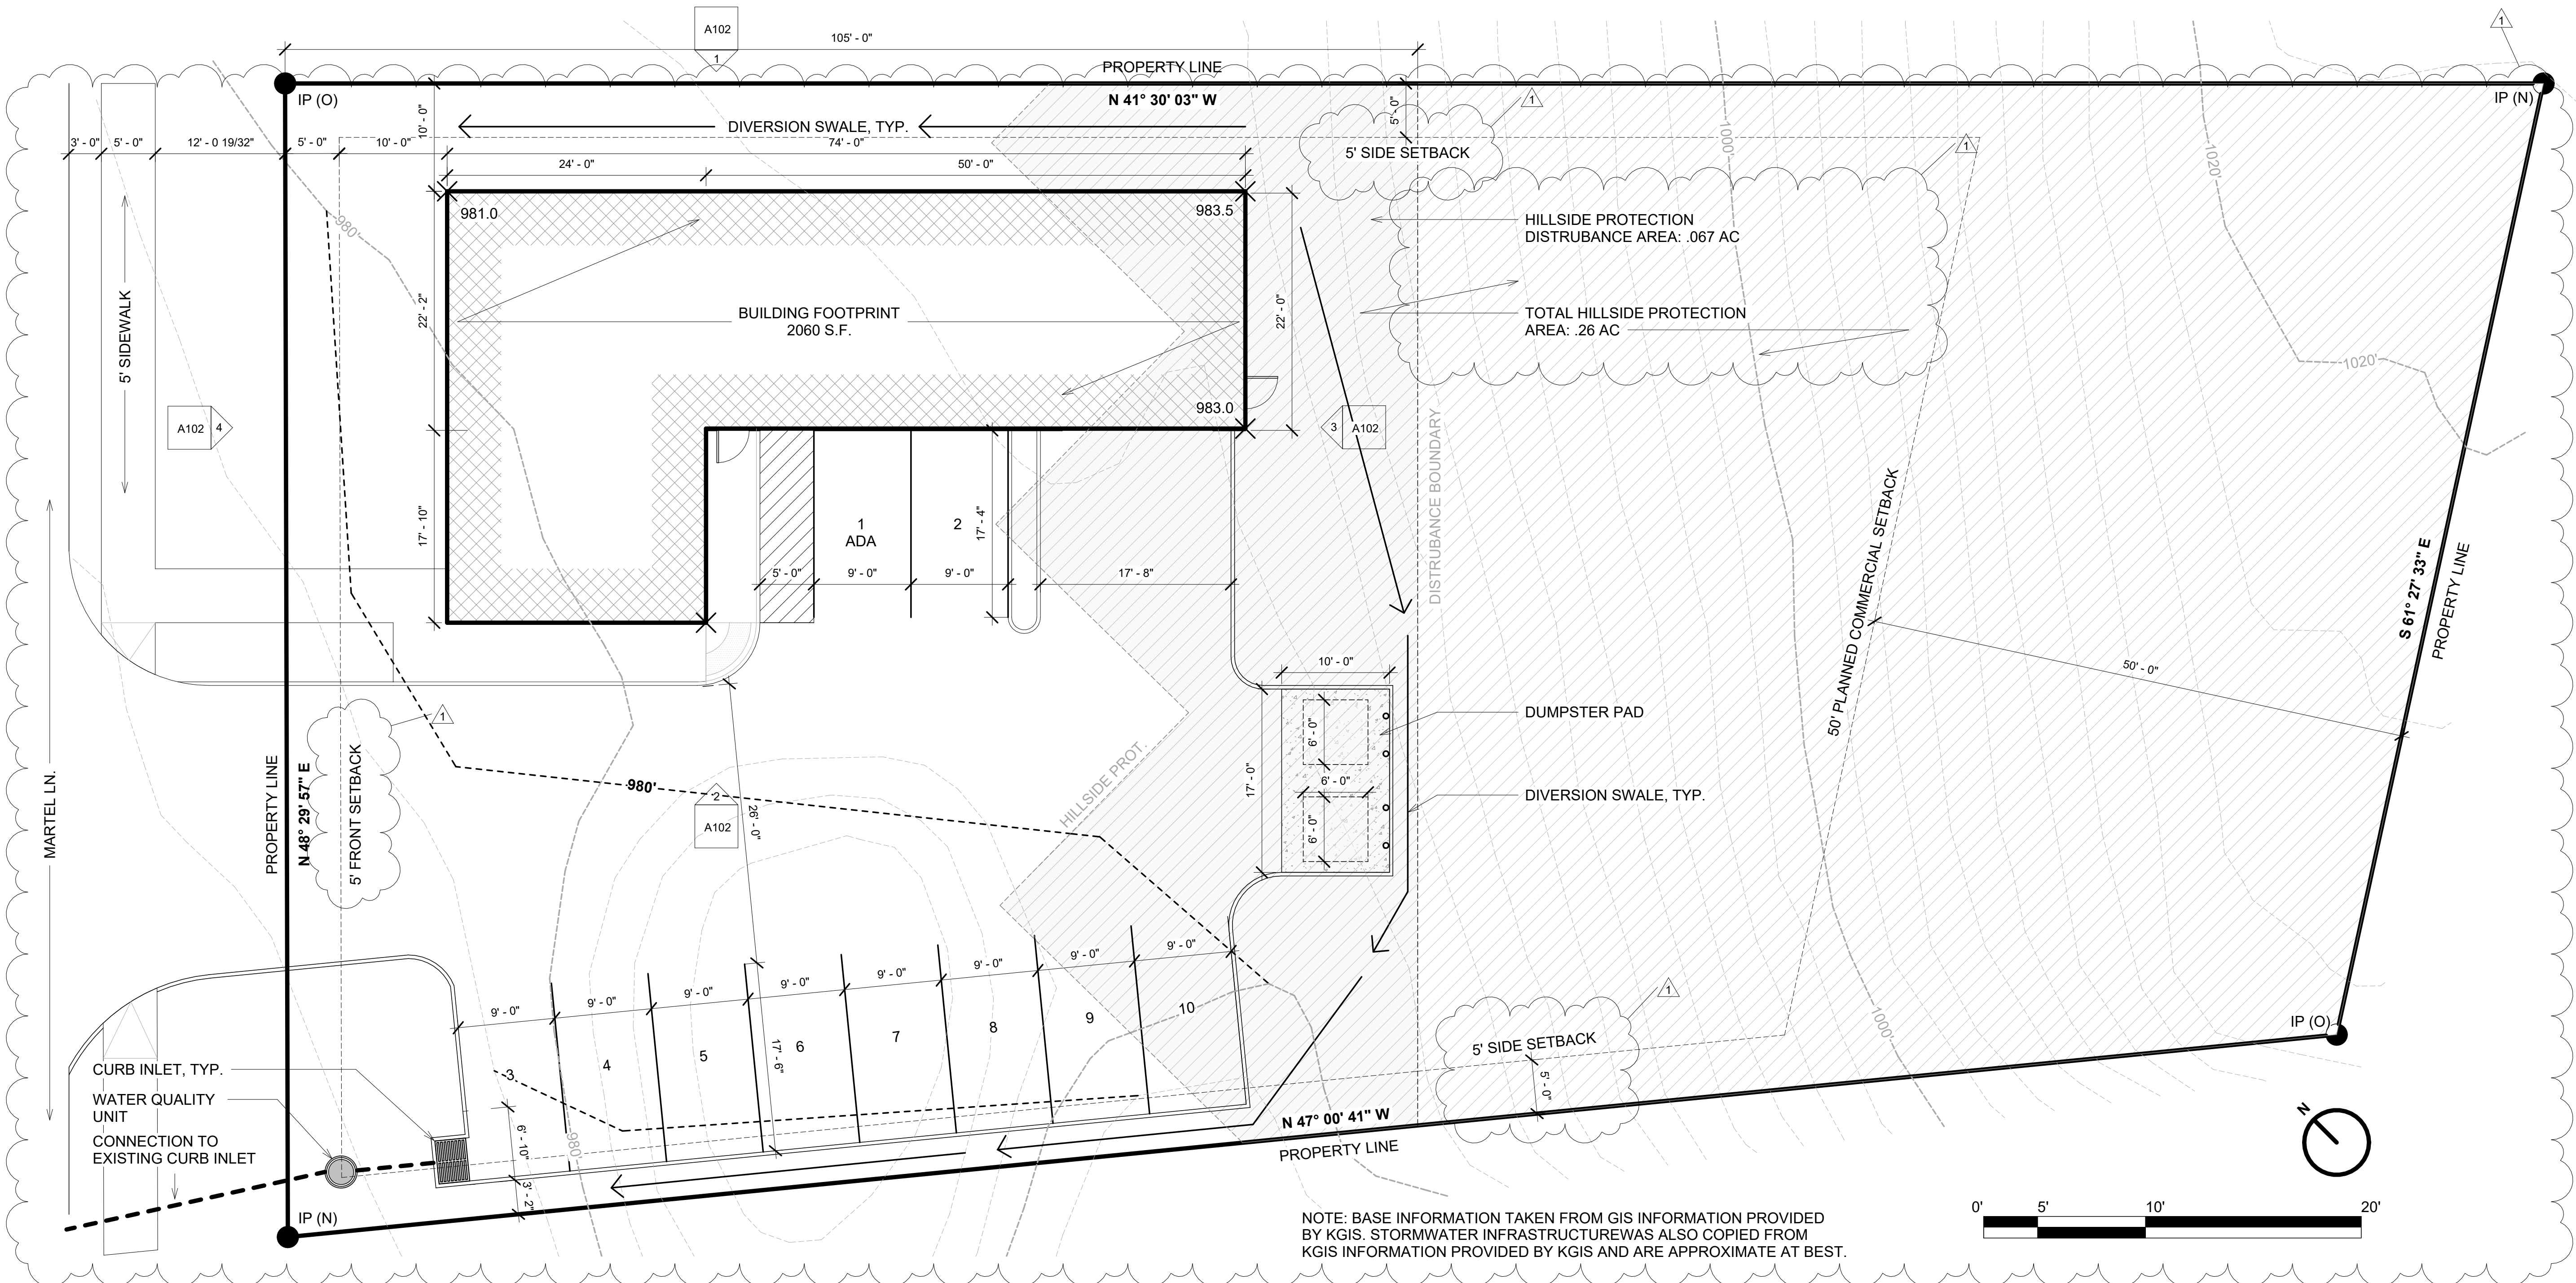 A102
1
105' - 0"
1
PROPERTY LINE
N 41° 30' 03" W
IP (O)
IP (N)
1
10' - 0"
5' - 0"
DIVERSION SWALE, TYP.
3' - 0"
5' - 0"
12' - 0 19/32"
5' - 0"
10' - 0"
74' - 0"
24' - 0"
50' - 0"
5' SIDE SETBACK
1
1000'
1020'
981.0
983.5
980'
HILLSIDE PROTECTION
DISTRUBANCE AREA: .067 AC
5' SIDEWALK
22' - 2"
BUILDING FOOTPRINT
2060 S.F.
22' - 0"
TOTAL HILLSIDE PROTECTION
AREA: .26 AC
1020'
983.0
A102
4
3
A102
DISTRUBANCE BOUNDARY
17' - 10"
1
ADA
2
17' - 4"
5' - 0"
9' - 0"
9' - 0"
17' - 8"
50' PLANNED COMMERCIAL SETBACK
S 61° 27' 33" E
PROPERTY LINE
50' - 0"
10' - 0"
1
DUMPSTER PAD
6' - 0"
6' - 0"
6' - 0"
17' - 0"
DIVERSION SWALE, TYP.
MARTEL LN.
PROPERTY LINE
N 48° 29' 57" E
5' FRONT SETBACK
980'
2
A102
26' - 0"
HILLSIDE PROT.
9' - 0"
9' - 0"
9' - 0"
9' - 0"
9' - 0"
9' - 0"
9' - 0"
9' - 0"
3
4
5
6
7
8
9
10
17' - 6"
1
5' SIDE SETBACK
5' - 0"
1000'
IP (O)
CURB INLET, TYP.
WATER QUALITY
UNIT
CONNECTION TO
EXISTING CURB INLET
6' - 10"
3' - 2"
980'
N 47° 00' 41" W
PROPERTY LINE
IP (N)
N
NOTE: BASE INFORMATION TAKEN FROM GIS INFORMATION PROVIDED
BY KGIS. STORMWATER INFRASTRUCTUREWAS ALSO COPIED FROM
KGIS INFORMATION PROVIDED BY KGIS AND ARE APPROXIMATE AT BEST.
0'
5'
10'
20'